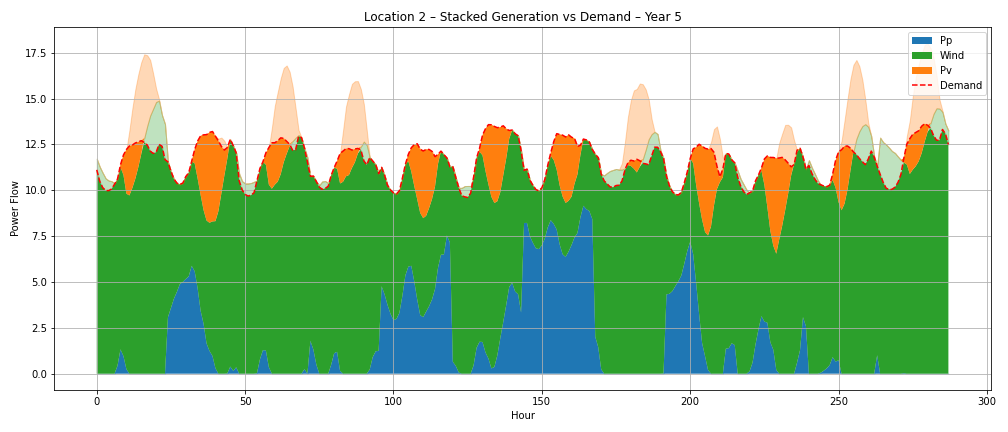 Location 2 – Stacked Generation vs Demand – Year 5
Power Flow
17.5
15.0
12.5
10.0
7.5
5.0
2.5
0.0
Pp
Wind
Pv
Demand
0 50 100 150 200 250 300
Hour